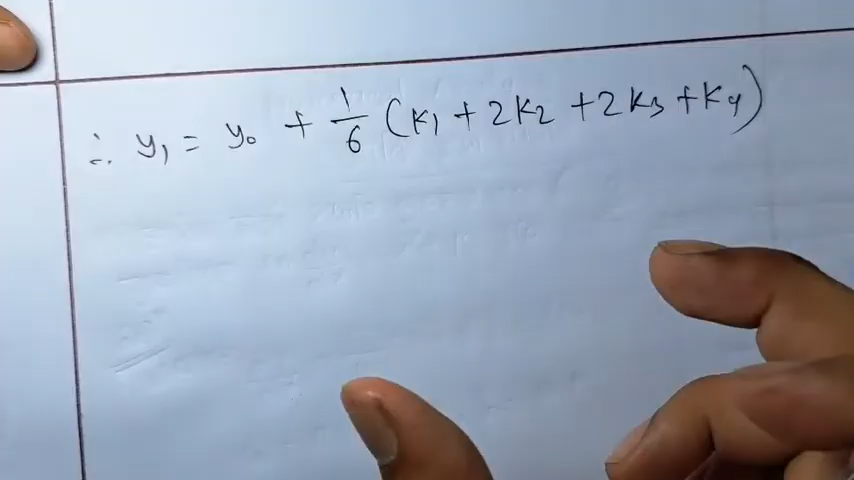 ∴ y₁ = y₀ + 1/6 (K₁ + 2K₂ + 2K₃ + K₄)